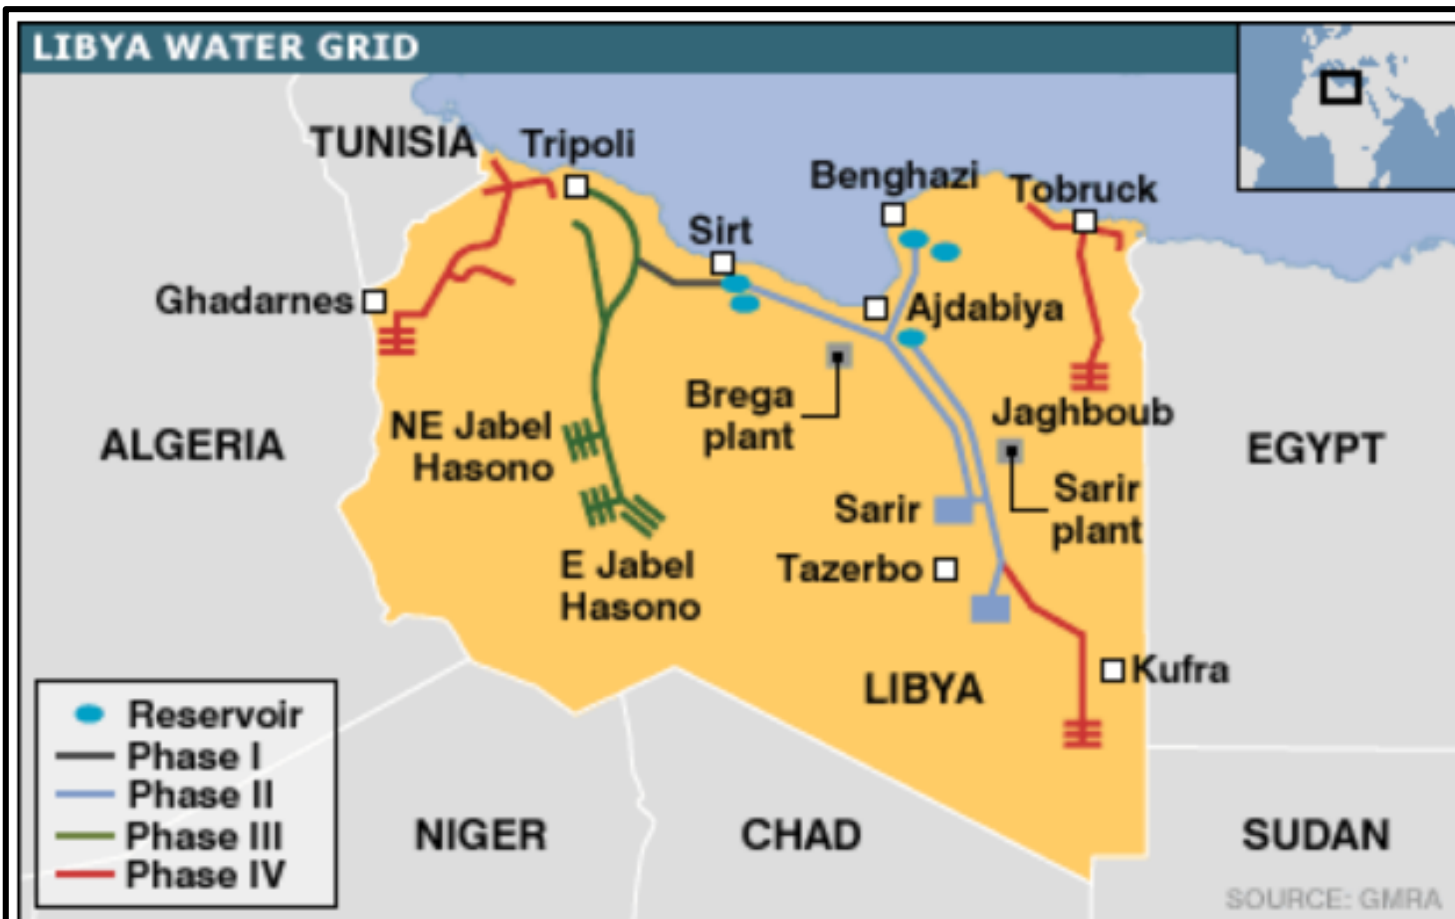 LIBYA WATER GRID
TUNISIA
Tripoli
Benghazi
Tobruck
Sirt
Ghadarnes
Ajdabiya
Brega
plant
Jaghboub
NE Jabel
Hasono
ALGERIA
EGYPT
Sarir
Sarir
plant
E Jabel
Hasono
Tazerbo
Kufra
LIBYA
Reservoir
Phase I
Phase II
Phase III
Phase IV
NIGER
CHAD
SUDAN
SOURCE: GMRA